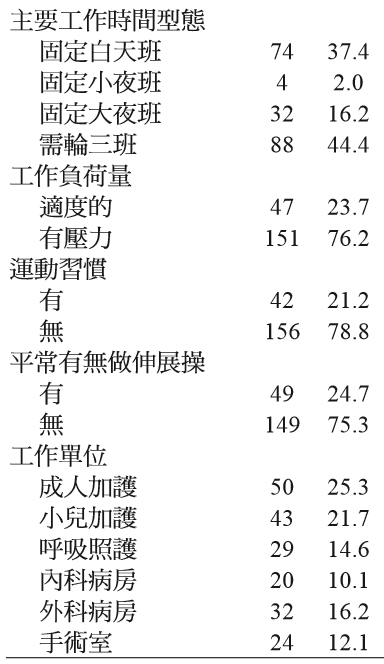 主要工作時間型態
固定白天班 74 37.4
固定小夜班 4 2.0
固定大夜班 32 16.2
需輪三班 88 44.4
工作負荷量
適度的 47 23.7
有壓力 151 76.2
運動習慣
有 42 21.2
無 156 78.8
平常有無做伸展操
有 49 24.7
無 149 75.3
工作單位
成人加護 50 25.3
小兒加護 43 21.7
呼吸照護 29 14.6
內科病房 20 10.1
外科病房 32 16.2
手術室 24 12.1